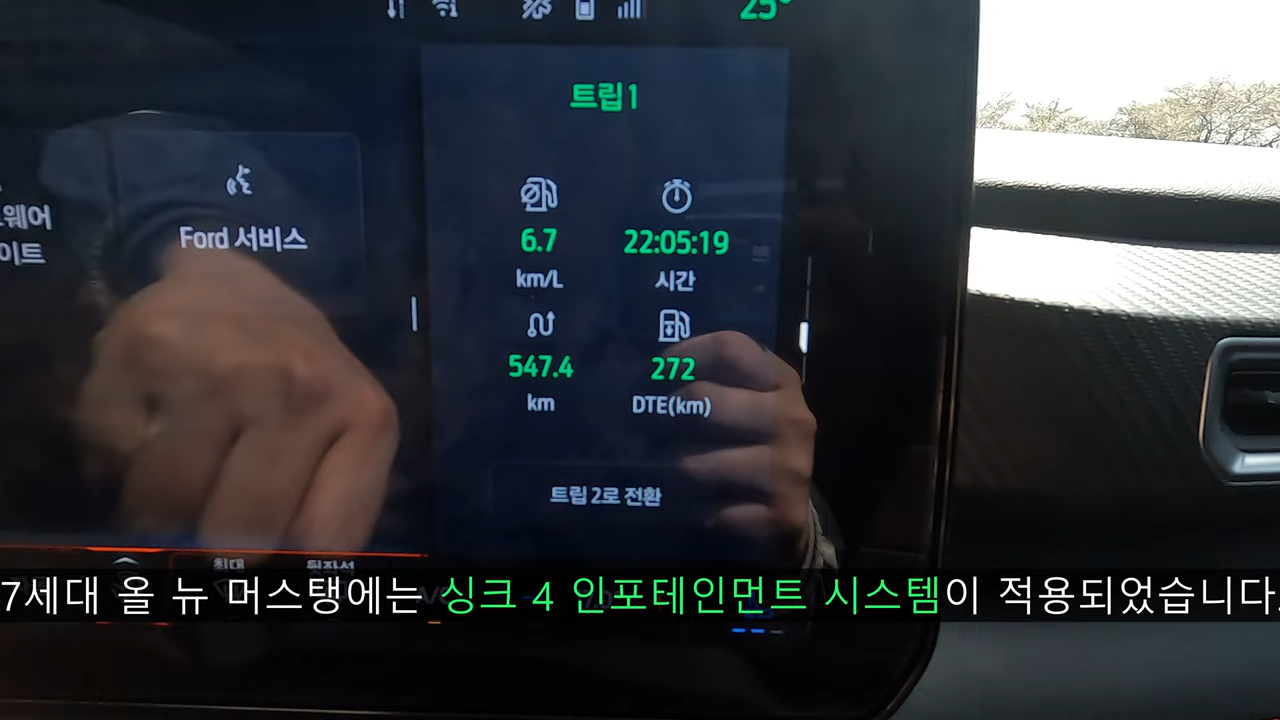 25°
트립 1
웨어
이트
Ford 서비스
6.7
22:05:19
km/L
시간
547.4
272
km
DTE(km)
트립 2로 전환
최대
뒷좌석
7세대 올 뉴 머스탱에는 싱크 4 인포테인먼트 시스템이 적용되었습니다.